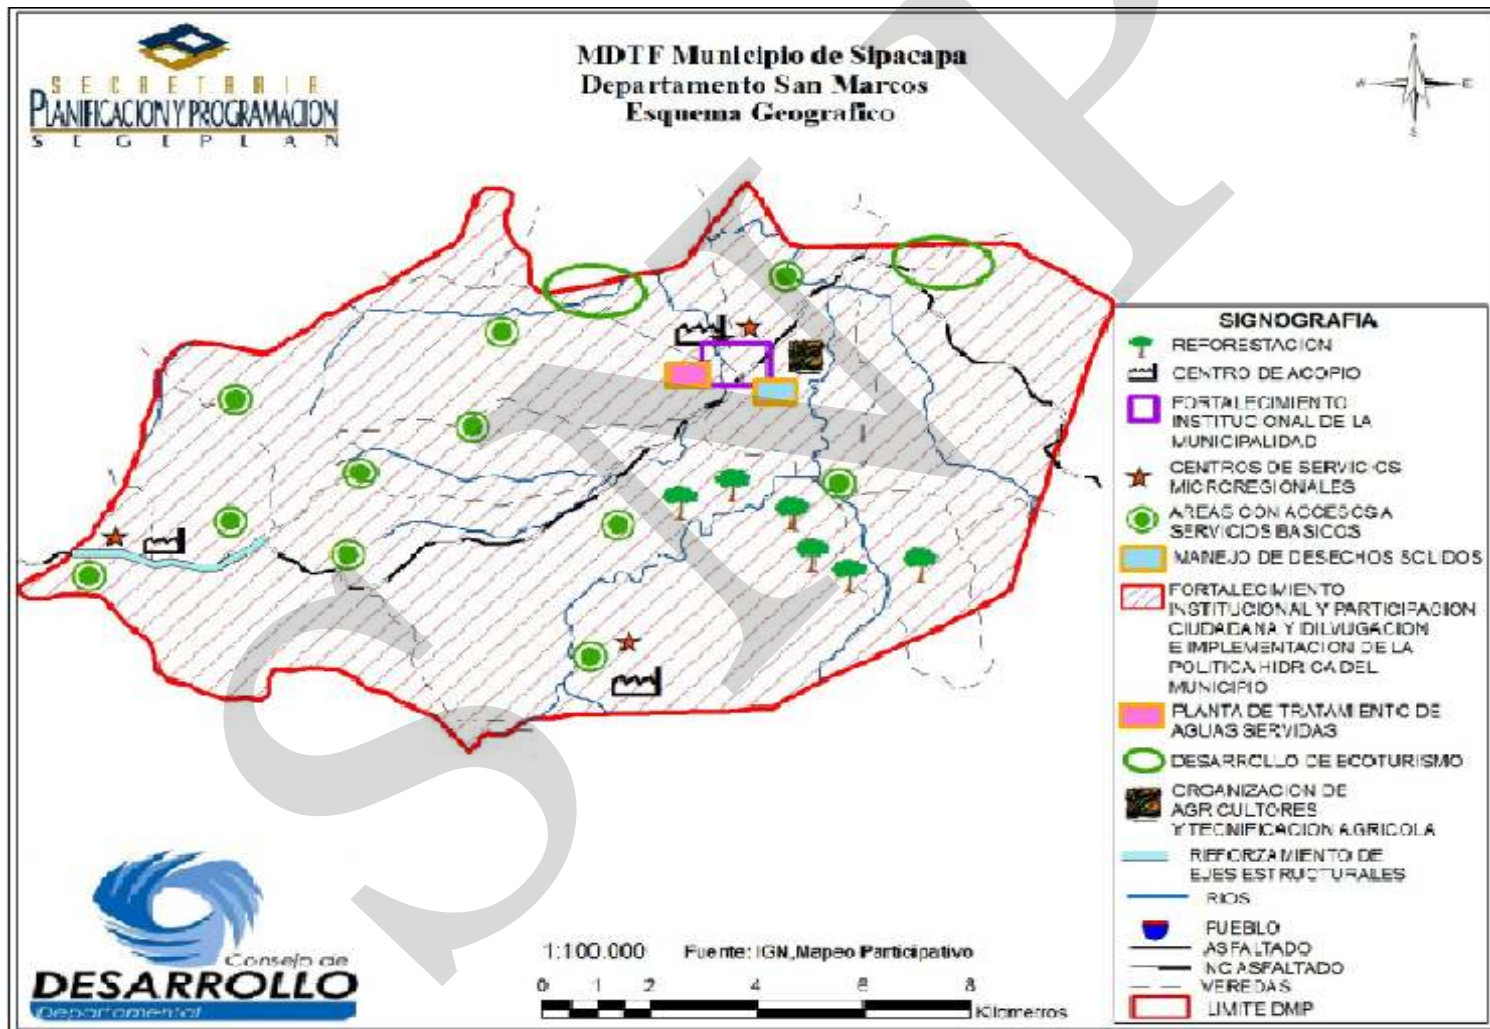 SECRETARIA
PLANIFICACION Y PROGRAMACION
SEGEPLAN
MDTF Municipio de Sipacapa
Departamento San Marcos
Esquema Geografico
N
W
E
S
SIGNOGRAFIA
REFORESTACION
CENTRO DE ACOPIO
FORTALECIMIENTO
INSTITUCIONAL DE LA
MUNICIPALIDAD
CENTROS DE SERVICIOS
MICROREGIONALES
AREAS CON ACCESOS A
SERVICIOS BASICOS
MANEJO DE DESECHOS SOLIDOS
FORTALECIMIENTO
INSTITUCIONAL Y PARTICIPACION
CIUDADANA Y DILVUGACION
E IMPLEMENTACION DE LA
POLITICA HIDRICA DEL
MUNICIPIO
PLANTA DE TRATAMIENTO DE
AGUAS SERVIDAS
DESARROLLO DE ECOTURISMO
ORGANIZACION DE
AGRICULTORES
Y TECNIFICACION AGRICOLA
REFORZAMIENTO DE
EJES ESTRUCTURALES
RIOS
PUEBLO
ASFALTADO
NO ASFALTADO
VEREDAS
LIMITE DMP
Consejo de
DESARROLLO
Departamental
1:100,000 Fuente: IGN, Mapeo Participativo
0 1 2 4 6 8
Kilometros